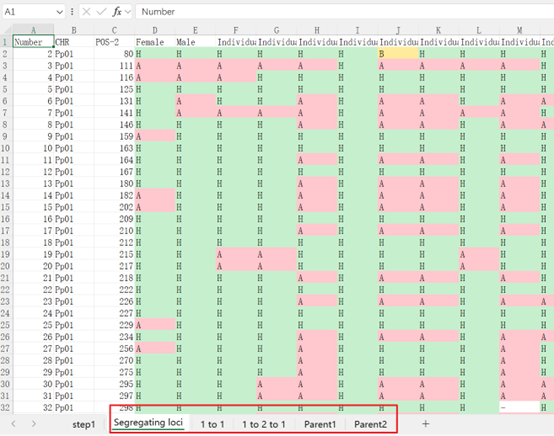 A1 fx Number
A B C D E F G H I J K L M
1 Number CHR POS-2 Female Male Individu Individu Individu Individu Individu Individu Individu Individu Indi
2 2 Pp01 80 H H H H H H B H H H H
3 3 Pp01 111 A A A A A H A A A A H
4 4 Pp01 116 A A A H H H H H H H H
5 5 Pp01 125 H H H H H H H H H H H
6 6 Pp01 131 H A H H A H A A H A A
7 7 Pp01 141 H A A A A H A A A A H
8 8 Pp01 146 H H H H A H A A H A A
9 9 Pp01 159 A H H H H H H H H H H
10 10 Pp01 163 H H H H H H H H H H H
11 11 Pp01 164 H H H H A H A A H A H
12 12 Pp01 167 H H H H H H H H H H H
13 13 Pp01 180 H H H H A H A A H A H
14 14 Pp01 182 A H H H A H A A H A H
15 15 Pp01 202 A H H H A H A A H A H
16 16 Pp01 209 H H H H H H H H H H H
17 17 Pp01 210 H H H H A H A A H A H
18 18 Pp01 212 H H H H H H H H H H H
19 19 Pp01 215 H H A A H H H H A H H
20 20 Pp01 217 H H A A H H H H A H H
21 21 Pp01 218 H H H H A H A A H A A
22 22 Pp01 222 H H H H H H H H H H H
23 23 Pp01 226 H H H H A H A A H A A
24 24 Pp01 227 H H H H H H H H H H H
25 25 Pp01 229 A H H H H H H H H H H
26 26 Pp01 234 H H H H H A A H A A
27 27 Pp01 256 A H H H H H H H A H
28 28 Pp01 270 H H H H H H H H A H
29 29 Pp01 275 H H H H H H H H A H
30 30 Pp01 295 H H H A A H A A A A A
31 31 Pp01 297 H H H A A H A A A A
32 32 Pp01 298 H H H H H H H H H - H
step1 Segregating loci 1 to 1 1 to 2 to 1 Parent1 Parent2